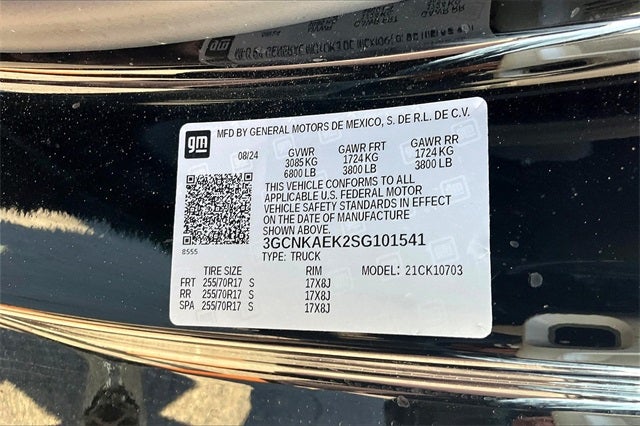 gm
MFD BY GENERAL MOTORS DE MEXICO, S. DE R.L. DE C.V.
08/24 GVWR GAWR FRT GAWR RR
3085 KG 1724 KG 1724 KG
6800 LB 3800 LB 3800 LB
THIS VEHICLE CONFORMS TO ALL
APPLICABLE U.S. FEDERAL MOTOR
VEHICLE SAFETY STANDARDS IN EFFECT
ON THE DATE OF MANUFACTURE
SHOWN ABOVE.
8555
3GCNKAEK2SG101541
TYPE: TRUCK
TIRE SIZE RIM MODEL: 21CK10703
FRT 255/70R17 S 17X8J
RR 255/70R17 S 17X8J
SPA 255/70R17 S 17X8J